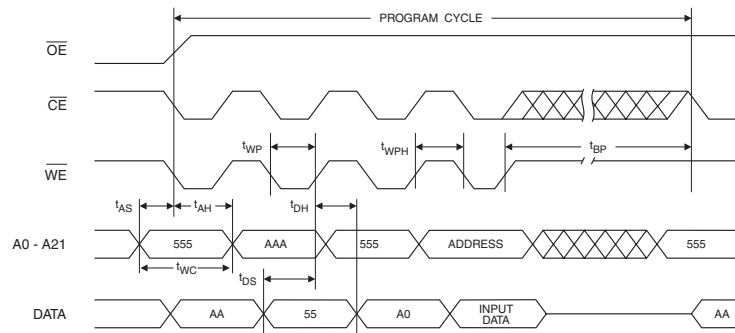 PROGRAM CYCLE
OE
CE
tWP
tWPH
tBP
WE
tAS
tAH
tDH
A0 - A21
555
AAA
555
ADDRESS
555
tWC
tDS
DATA
AA
55
A0
INPUT
DATA
AA